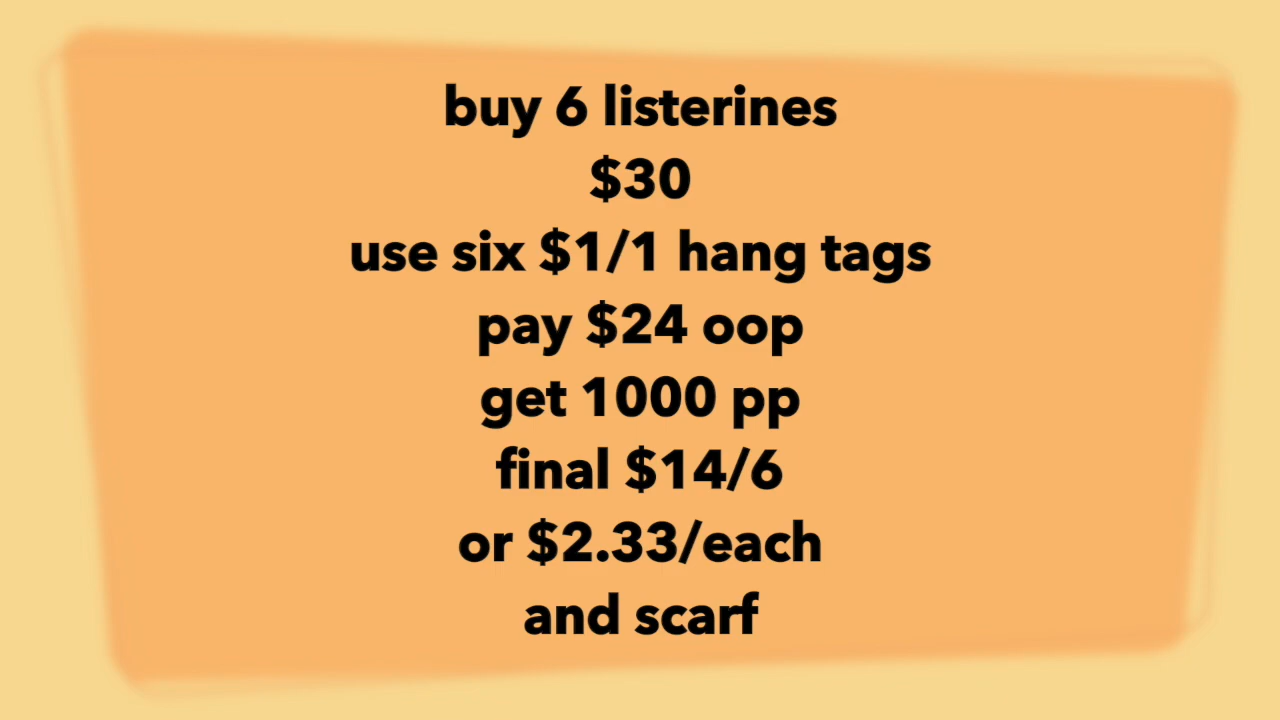 buy 6 listerines
$30
use six $1/1 hang tags
pay $24 oop
get 1000 pp
final $14/6
or $2.33/each
and scarf